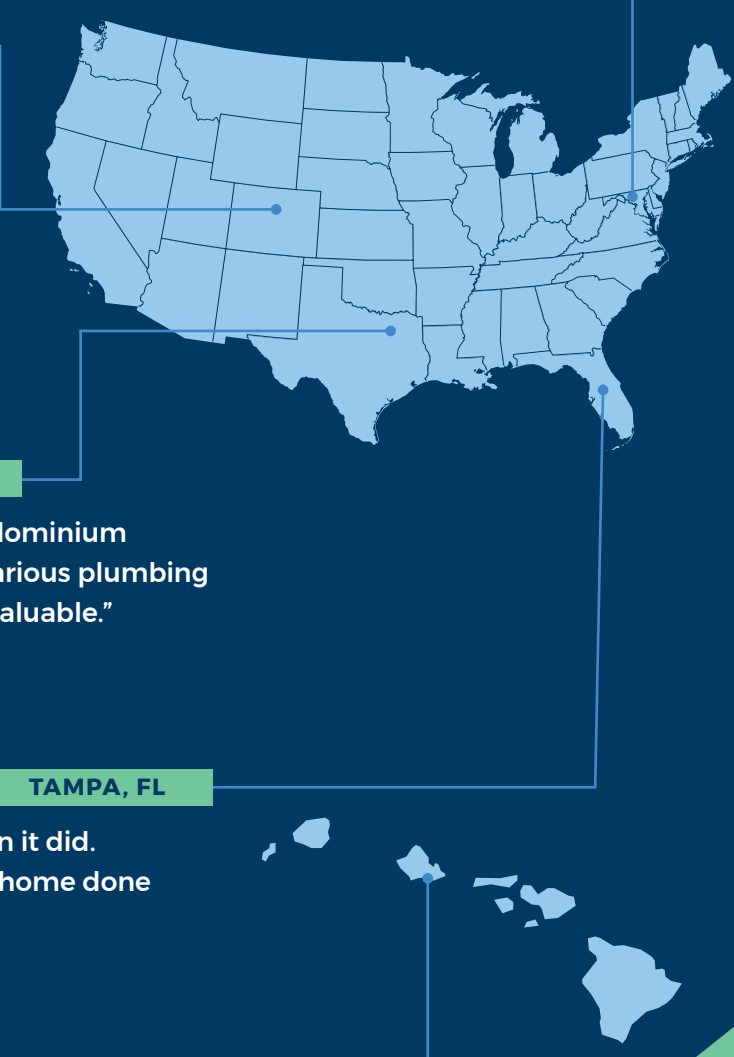 dominium
arious plumbing
aluable.”
TAMPA, FL
n it did.
home done